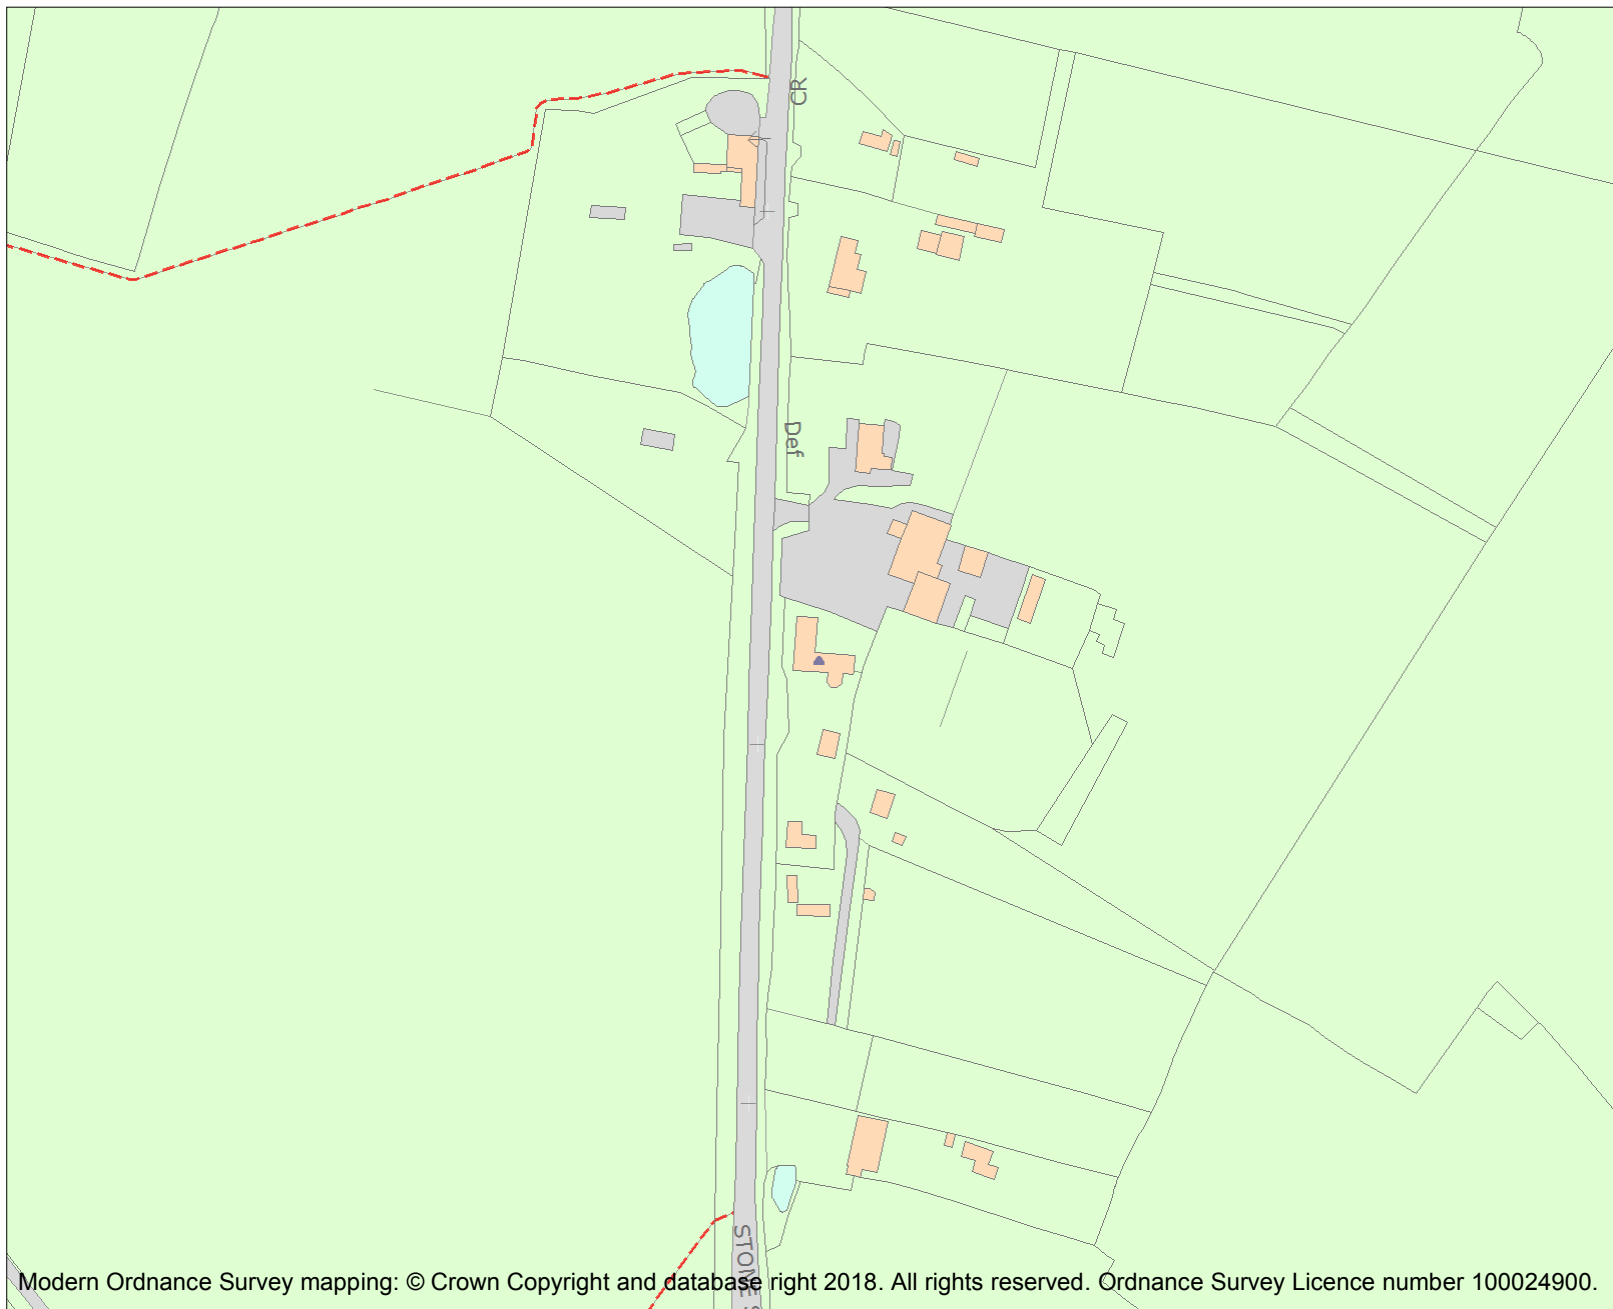 CR
Def
STONE S
Modern Ordnance Survey mapping: © Crown Copyright and database right 2018. All rights reserved. Ordnance Survey Licence number 100024900.